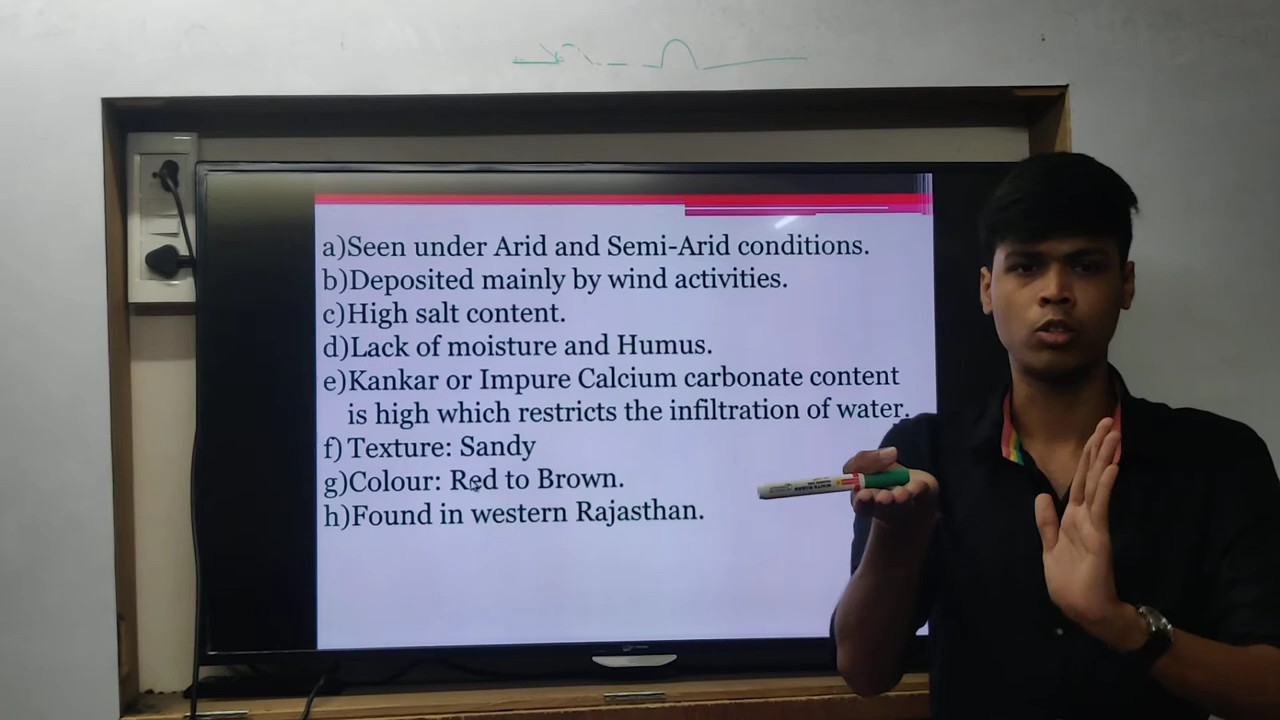 a)Seen under Arid and Semi-Arid conditions.
b)Deposited mainly by wind activities.
c)High salt content.
d)Lack of moisture and Humus.
e)Kankar or Impure Calcium carbonate content
is high which restricts the infiltration of water.
f) Texture: Sandy
g)Colour: Red to Brown.
h)Found in western Rajasthan.